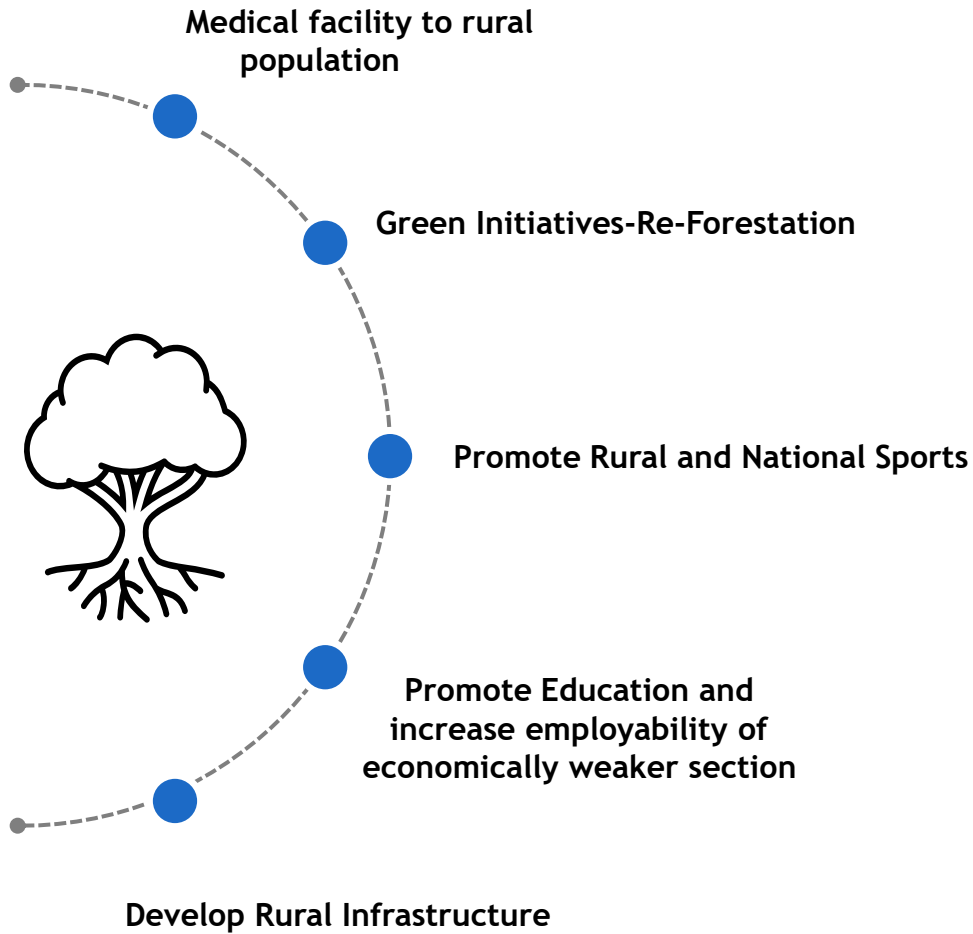 Medical facility to rural
population
Green Initiatives-Re-Forestation
Promote Rural and National Sports
Promote Education and
increase employability of
economically weaker section
Develop Rural Infrastructure